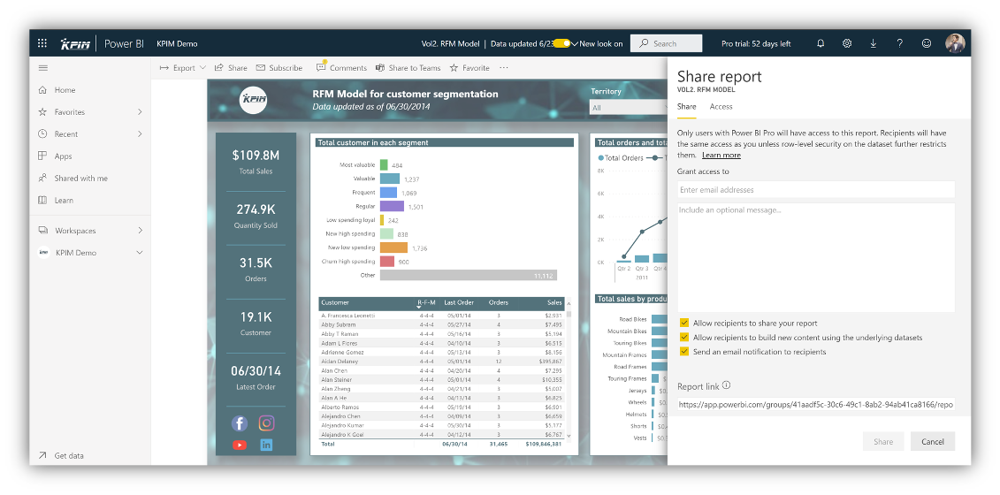 KPIM Power BI KPIM Demo Vol2. RFM Model | Data updated 6/23 New look on Search Pro trial: 52 days left ?
Export Share Subscribe Comments Share to Teams Favorite ...
Home
Favorites
Recent
Apps
Shared with me
Learn
Workspaces
KPIM Demo
Get data
KPIM
RFM Model for customer segmentation
Data updated as of 06/30/2014
Territory
All
$109.8M
Total Sales
274.9K
Quantity Sold
31.5K
Orders
19.1K
Customer
06/30/14
Latest Order
Total customer in each segment
Most valuable 484
Valuable 1,237
Frequent 1,069
Regular 1,501
Low spending loyal 242
New high spending 838
New low spending 1,736
Churn high spending 900
Other 11,112
Customer R-F-M Last Order Orders Sales
A. Francesca Leonetti 4-4-4 05/01/14 3 $2,931
Abby Subram 4-4-4 05/27/14 4 $7,495
Abby T Raman 4-4-4 05/16/14 3 $5,194
Adam L Flores 4-4-4 04/10/14 3 $6,515
Adrienne Gomez 4-4-4 05/13/14 3 $8,156
Aidan Delaney 4-4-4 05/01/14 12 $395,867
Alan Chen 4-4-4 04/20/14 4 $7,295
Alan Steiner 4-4-4 05/01/14 4 $10,355
Alan Zheng 4-4-4 04/21/14 3 $5,007
Alan A He 4-4-4 04/13/14 3 $6,825
Alberto Ramos 4-4-4 05/19/14 3 $6,901
Alejandro Chen 4-4-4 04/09/14 3 $6,659
Alejandro Kumar 4-4-4 05/30/14 3 $5,177
Alejandro K Goel 4-4-4 04/12/14 3 $6,767
Total 06/30/14 31,465 $109,846,381
Total orders and tot
Total Orders
8K
6K
4K
2K
0K
Qtr 2 Qtr 3 Qtr 4
2011
Total sales by produ
Road Bikes
Mountain Bikes
Touring Bikes
Mountain Frames
Road Frames
Touring Frames
Jerseys
Wheels
Helmets
Shorts
Vests
Share report
VOL2. RFM MODEL
Share Access
Only users with Power BI Pro will have access to this report. Recipients will have
the same access as you unless row-level security on the dataset further restricts
them. Learn more
Grant access to
Enter email addresses
Include an optional message...
Allow recipients to share your report
Allow recipients to build new content using the underlying datasets
Send an email notification to recipients
Report link
https://app.powerbi.com/groups/41aadf5c-30c6-49c1-8ab2-94ab41ca8166/repo
Share Cancel